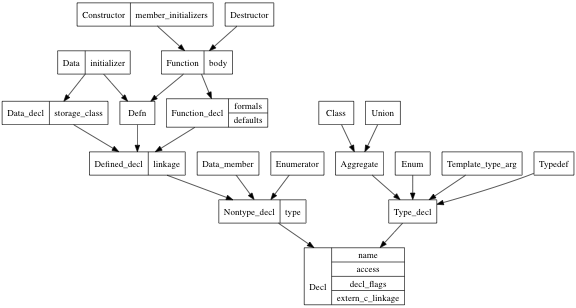 Constructor member_initializers Destructor
Data initializer Function body
Data_decl storage_class Defn Function_decl formals Class Union
defaults
Defined_decl linkage Data_member Enumerator Aggregate Enum Template_type_arg Typedef
Nontype_decl type Type_decl
name
access
Decl decl_flags
extern_c_linkage